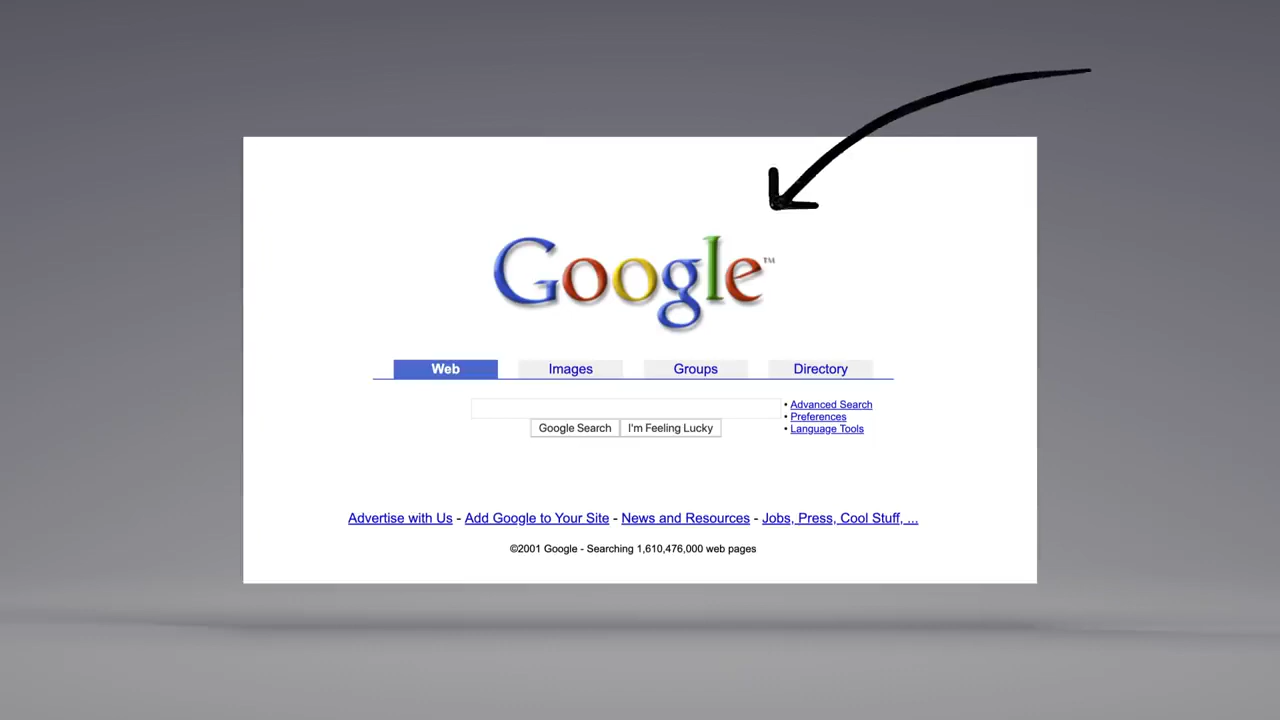 Google™
Web Images Groups Directory
• Advanced Search
• Preferences
• Language Tools
Google Search I'm Feeling Lucky
Advertise with Us - Add Google to Your Site - News and Resources - Jobs, Press, Cool Stuff, ...
©2001 Google - Searching 1,610,476,000 web pages